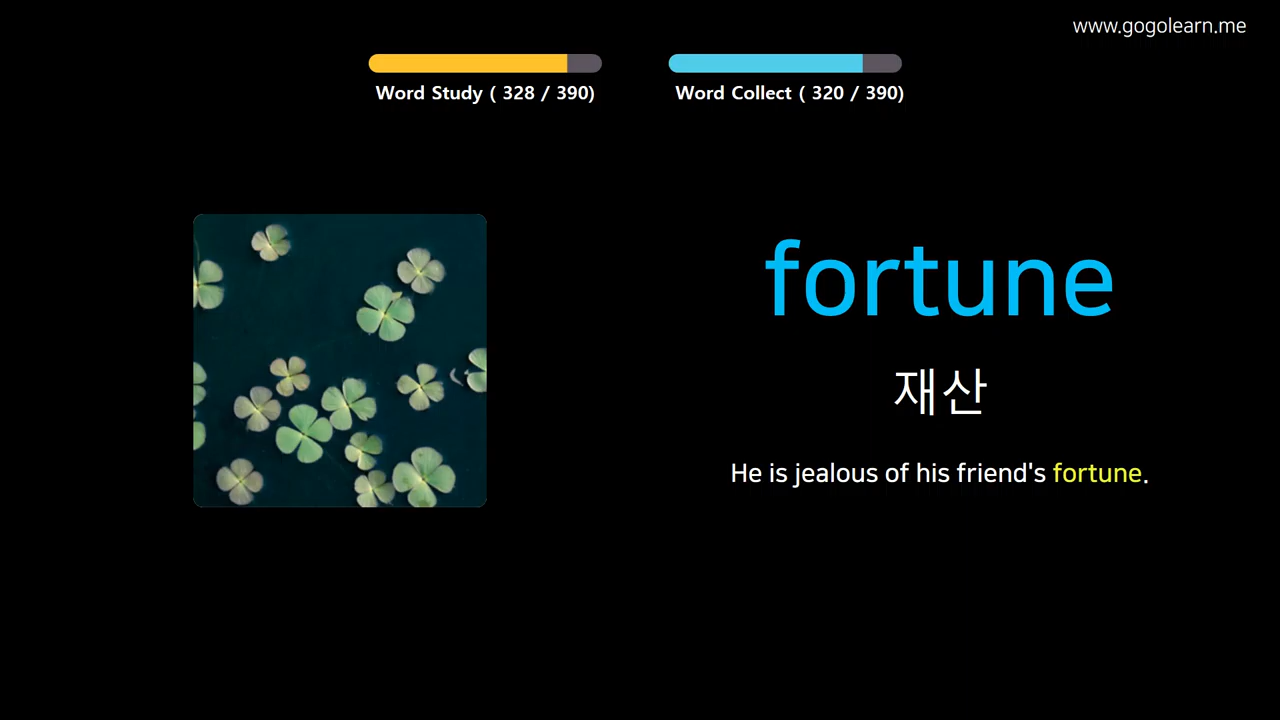 www.gogolearn.me
Word Study ( 328 / 390)
Word Collect ( 320 / 390)
fortune
재산
He is jealous of his friend's fortune.